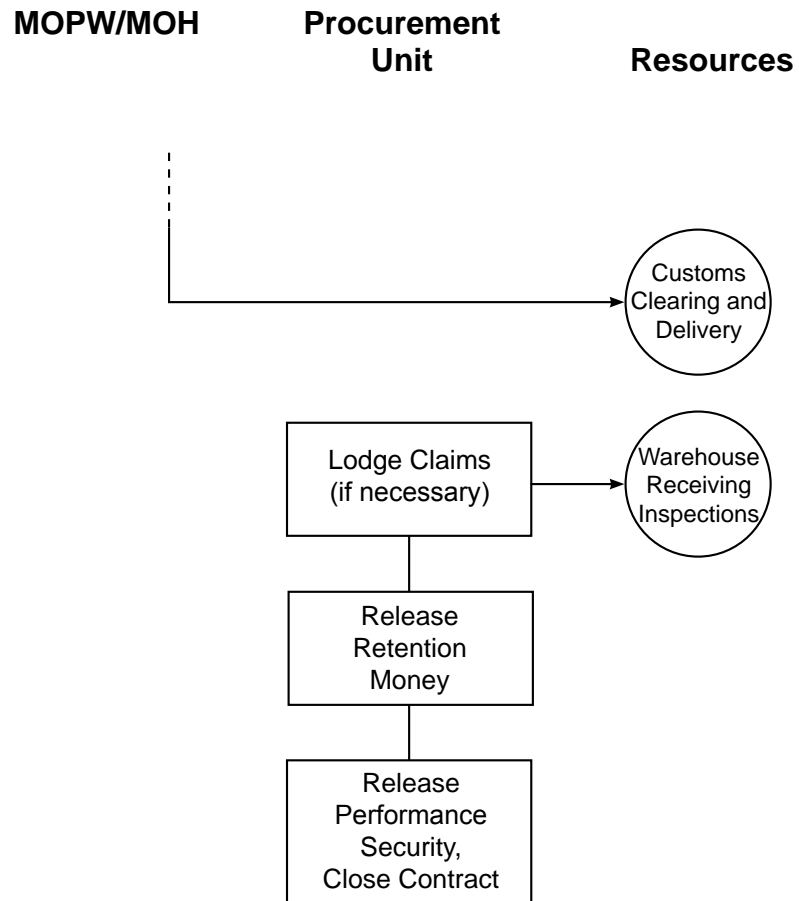 MOPW/MOH
Procurement
Unit
Resources
Customs
Clearing and
Delivery
Lodge Claims
(if necessary)
Warehouse
Receiving
Inspections
Release
Retention
Money
Release
Performance
Security,
Close Contract